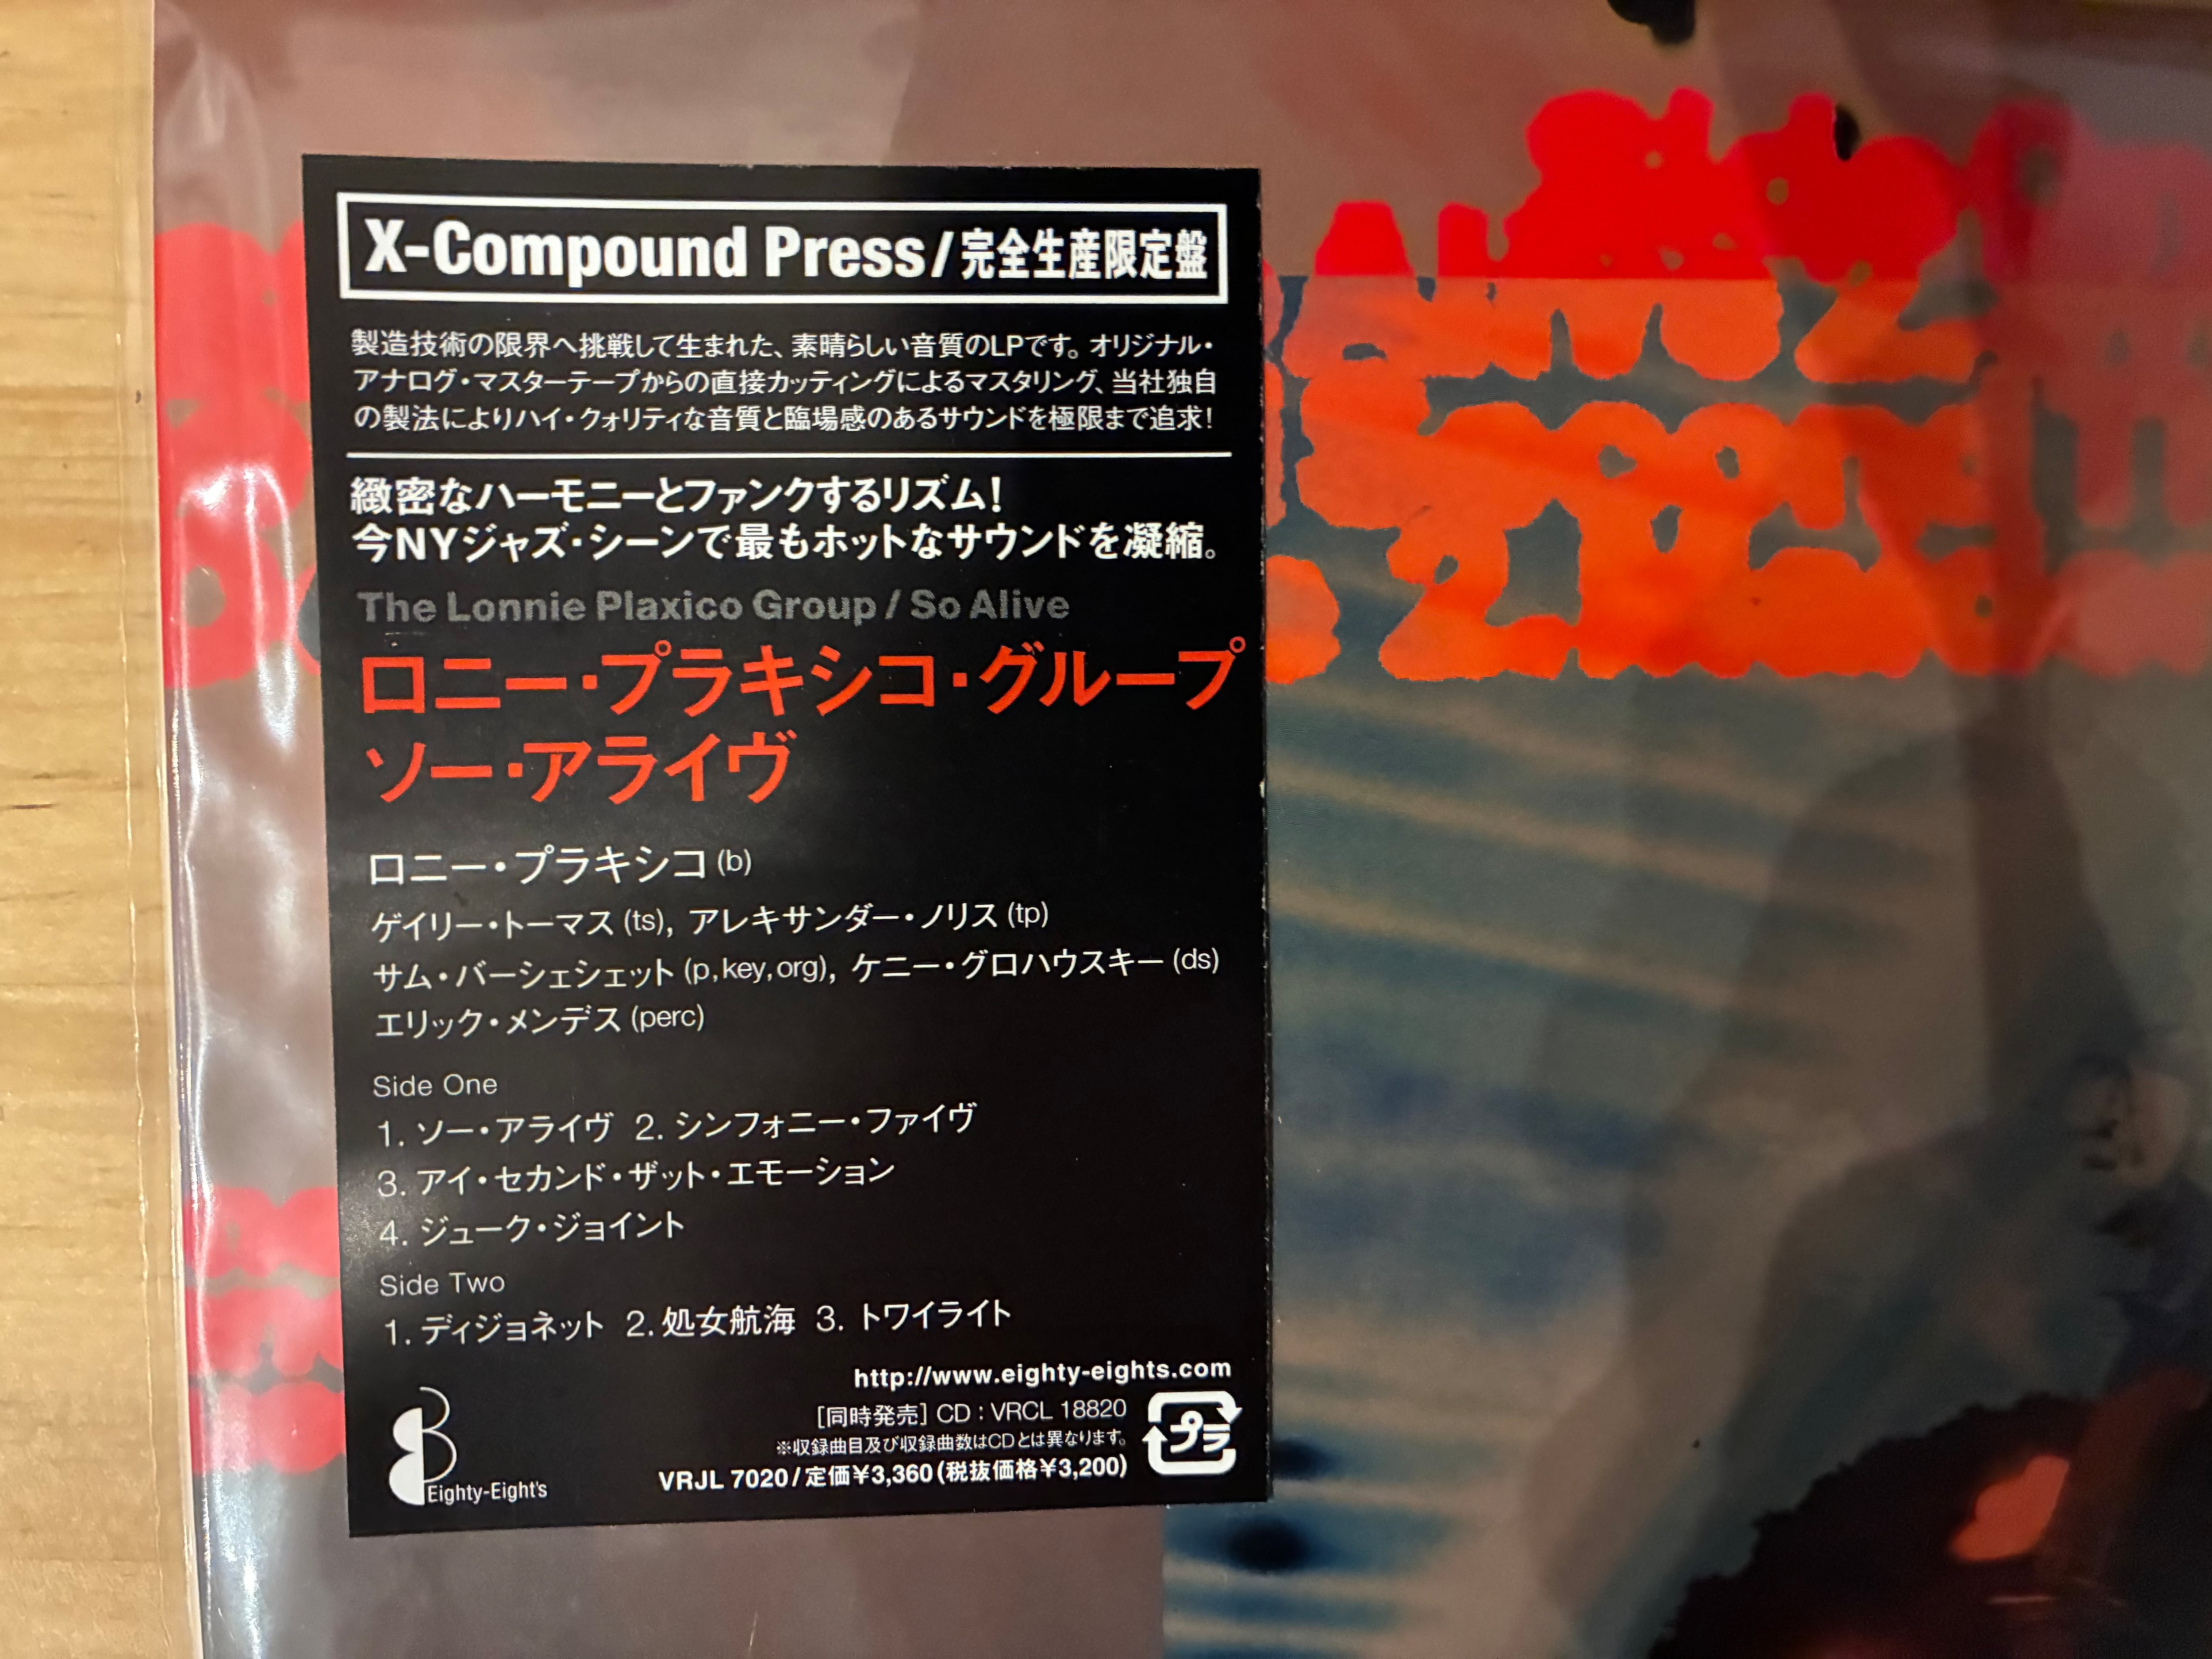 X-Compound Press/完全生産限定盤
製造技術の限界へ挑戦して生まれた、素晴らしい音質のLPです。オリジナル・
アナログ・マスターテープからの直接カッティングによるマスタリング、当社独自
の製法によりハイ・クォリティな音質と臨場感のあるサウンドを極限まで追求!
緻密なハーモニーとファンクするリズム!
今NYジャズ・シーンで最もホットなサウンドを凝縮。
The Lonnie Plaxico Group / So Alive
ロニー・プラキシコ・グループ
ソー・アライヴ
ロニー・プラキシコ (b)
ゲイリー・トーマス (ts), アレキサンダー・ノリス (tp)
サム・バーシェシェット (p,key,org), ケニー・グロハウスキー (ds)
エリック・メンデス (perc)
Side One
1. ソー・アライヴ 2. シンフォニー・ファイヴ
3. アイ・セカンド・ザット・エモーション
4. ジューク・ジョイント
Side Two
1. ディジョネット 2. 処女航海 3. トワイライト
http://www.eighty-eights.com
[同時発売] CD : VRCL 18820
※収録曲目及び収録曲数はCDとは異なります。
VRJL 7020/定価¥3,360(税抜価格¥3,200)
プラ
Eighty-Eight's